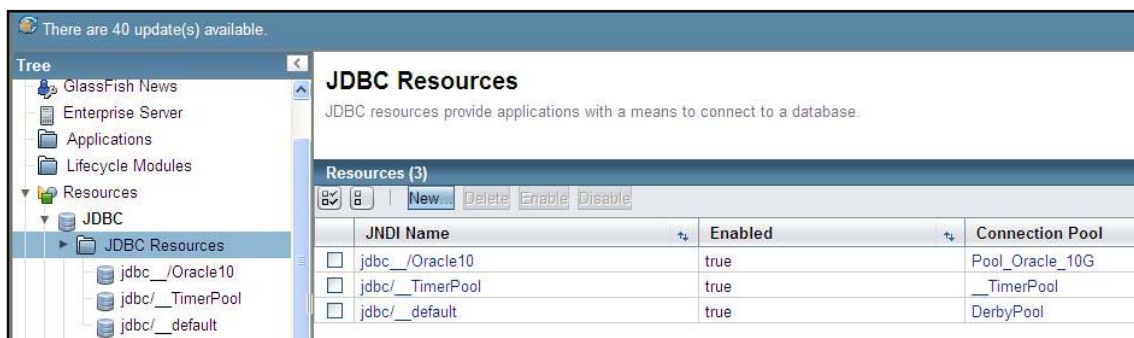 There are 40 update(s) available.
Tree
GlassFish News
Enterprise Server
Applications
Lifecycle Modules
Resources
JDBC
JDBC Resources
jdbc__/Oracle10
jdbc/__TimerPool
jdbc/__default
JDBC Resources
JDBC resources provide applications with a means to connect to a database.
Resources (3)
New... Delete Enable Disable
JNDI Name Enabled Connection Pool
jdbc__/Oracle10 true Pool_Oracle_10G
jdbc/__TimerPool true __TimerPool
jdbc/__default true DerbyPool